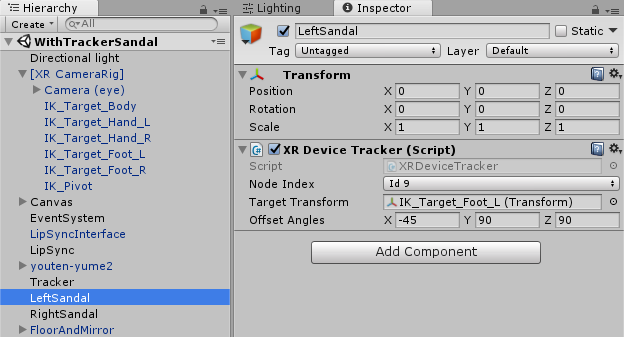 Hierarchy
Create All
WithTrackerSandal
Directional light
[XR CameraRig]
Camera (eye)
IK_Target_Body
IK_Target_Hand_L
IK_Target_Hand_R
IK_Target_Foot_L
IK_Target_Foot_R
IK_Pivot
Canvas
EventSystem
LipSyncInterface
LipSync
youten-yume2
Tracker
LeftSandal
RightSandal
FloorAndMirror
Lighting Inspector
LeftSandal Static
Tag Untagged Layer Default
Transform
Position X 0 Y 0 Z 0
Rotation X 0 Y 0 Z 0
Scale X 1 Y 1 Z 1
XR Device Tracker (Script)
Script XRDeviceTracker
Node Index Id 9
Target Transform IK_Target_Foot_L (Transform)
Offset Angles X -45 Y 90 Z 90
Add Component